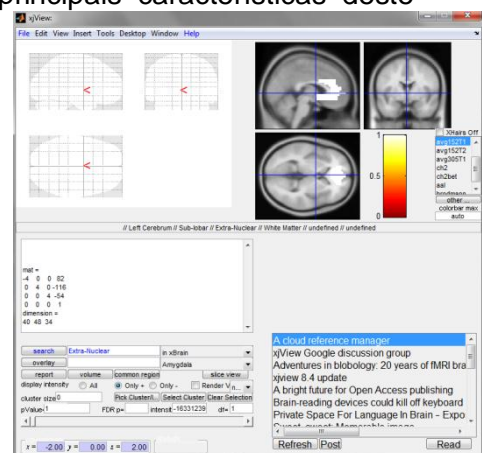 principais características deste
xjView:
File Edit View Insert Tools Desktop Window Help
XHairs Off
avg152T1
avg152T2
avg305T1
ch2
ch2bet
aal
brodmann
other ...
colorbar max
auto
1
0.5
0
// Left Cerebrum // Sub-lobar // Extra-Nuclear // White Matter // undefined // undefined
mat =
-4 0 0 82
0 4 0 -116
0 0 4 -54
0 0 0 1
dimension =
40 48 34
search Extra-Nuclear in xBrain
overlay Amygdala
report volume common region slice view
display intensity All Only + Only - Render V
cluster size 0 Pick Cluster/I... Select Cluster Clear Selection
pValue= 1 FDR p= intensit -16331239 df= 1
x = -2.00 y = 0.00 z = 2.00
A cloud reference manager
xjView Google discussion group
Adventures in blobology: 20 years of fMRI bra
xjview 8.4 update
A bright future for Open Access publishing
Brain-reading devices could kill off keyboard
Private Space For Language In Brain - Expo
Sweet, sweet: Memorable image
Refresh Post Read